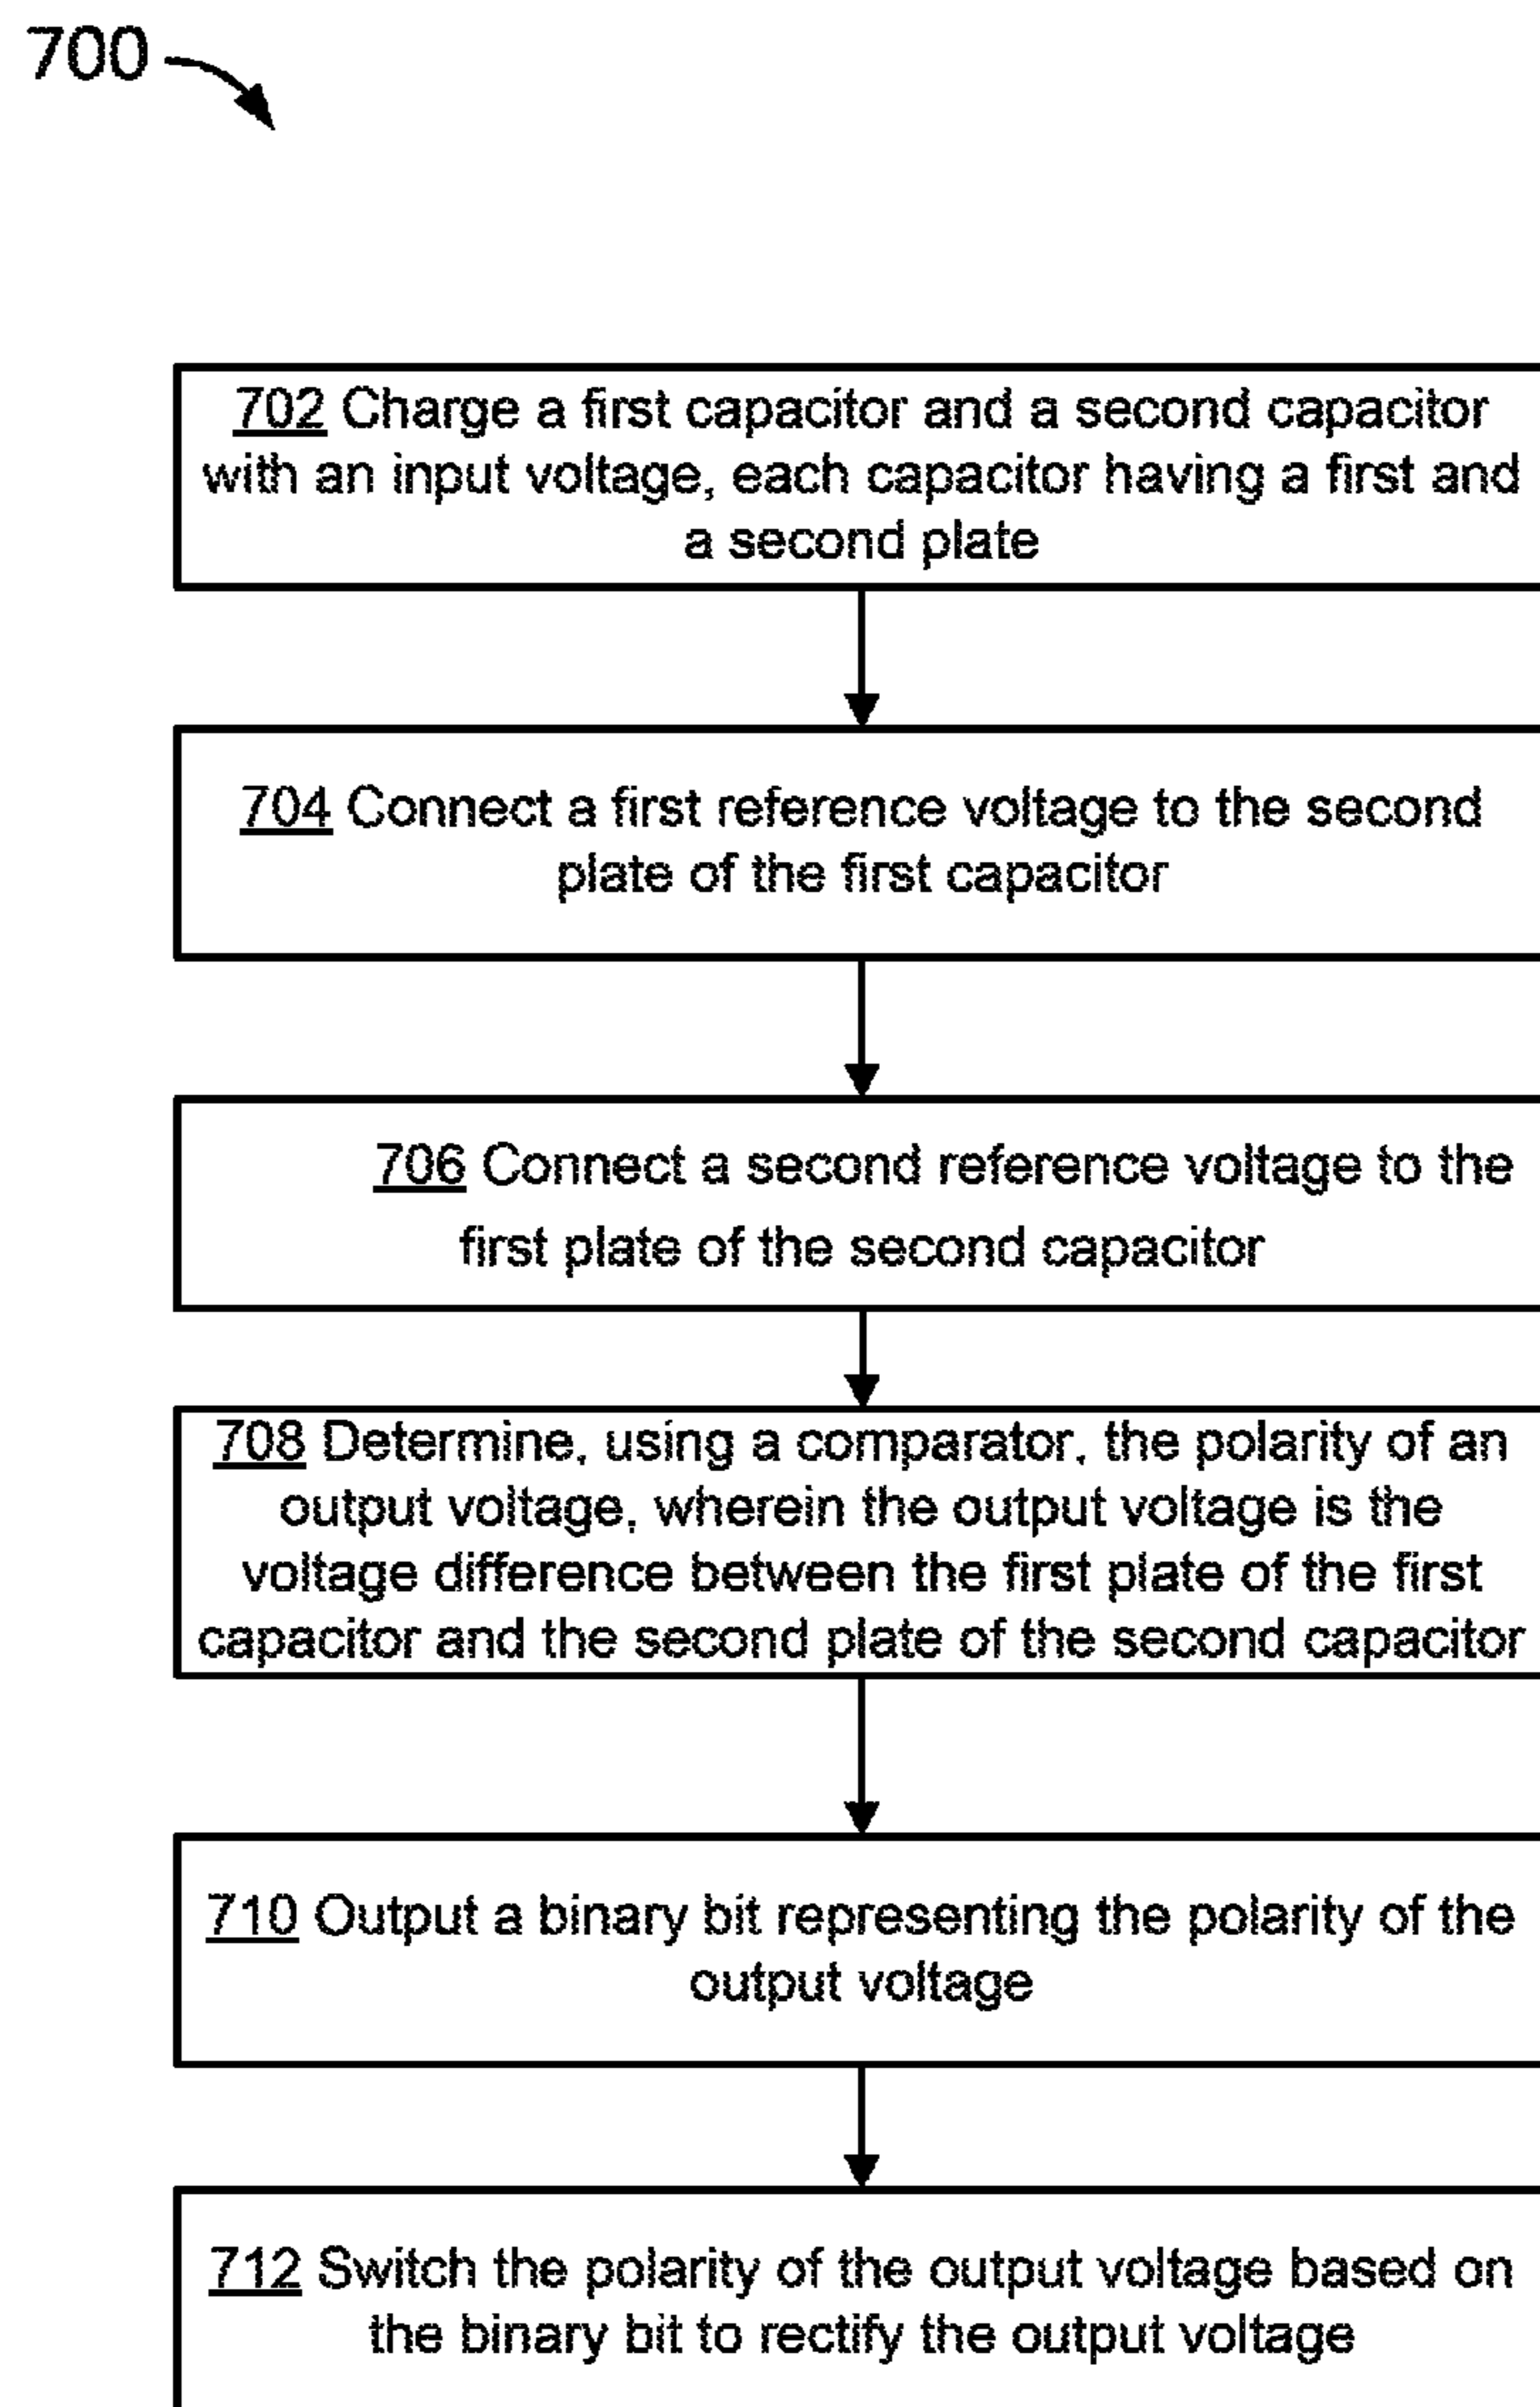 700
702 Charge a first capacitor and a second capacitor
with an input voltage, each capacitor having a first and
a second plate
704 Connect a first reference voltage to the second
plate of the first capacitor
706 Connect a second reference voltage to the
first plate of the second capacitor
708 Determine, using a comparator, the polarity of an
output voltage, wherein the output voltage is the
voltage difference between the first plate of the first
capacitor and the second plate of the second capacitor
710 Output a binary bit representing the polarity of the
output voltage
712 Switch the polarity of the output voltage based on
the binary bit to rectify the output voltage